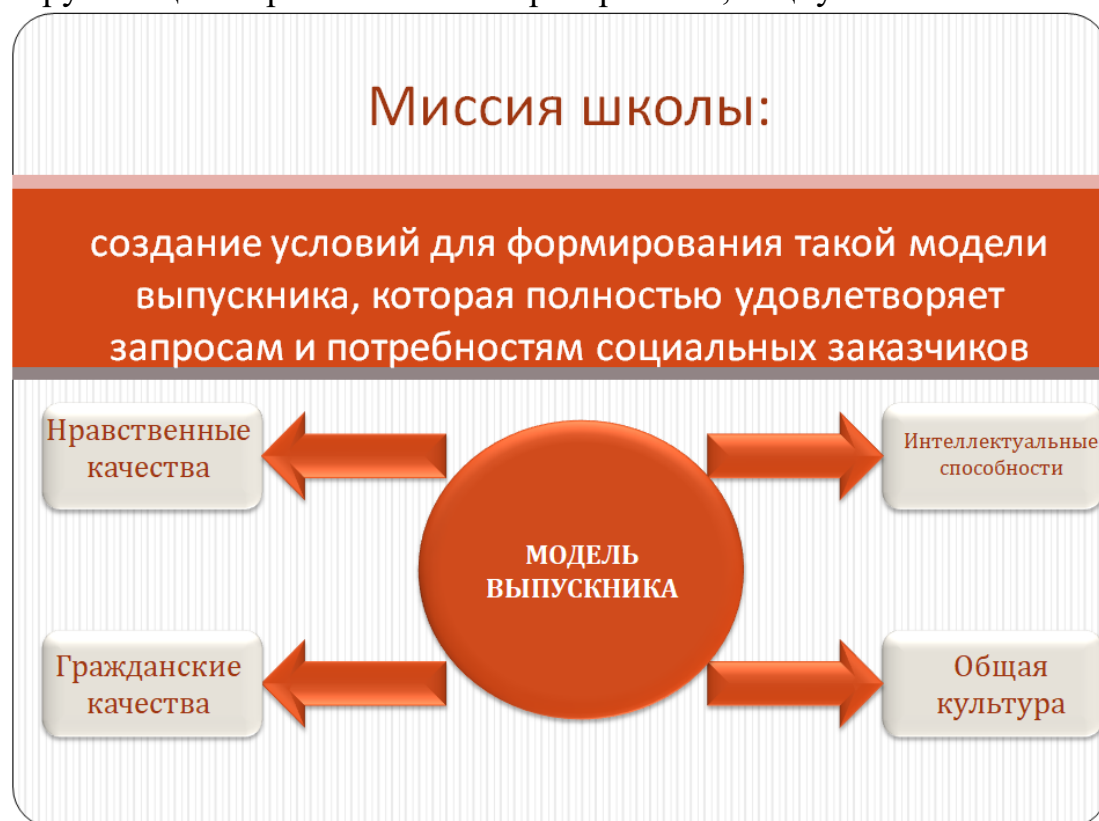 Миссия школы:
создание условий для формирования такой модели
выпускника, которая полностью удовлетворяет
запросам и потребностям социальных заказчиков
Нравственные
качества
Интеллектуальные
способности
МОДЕЛЬ
ВЫПУСКНИКА
Гражданские
качества
Общая
культура